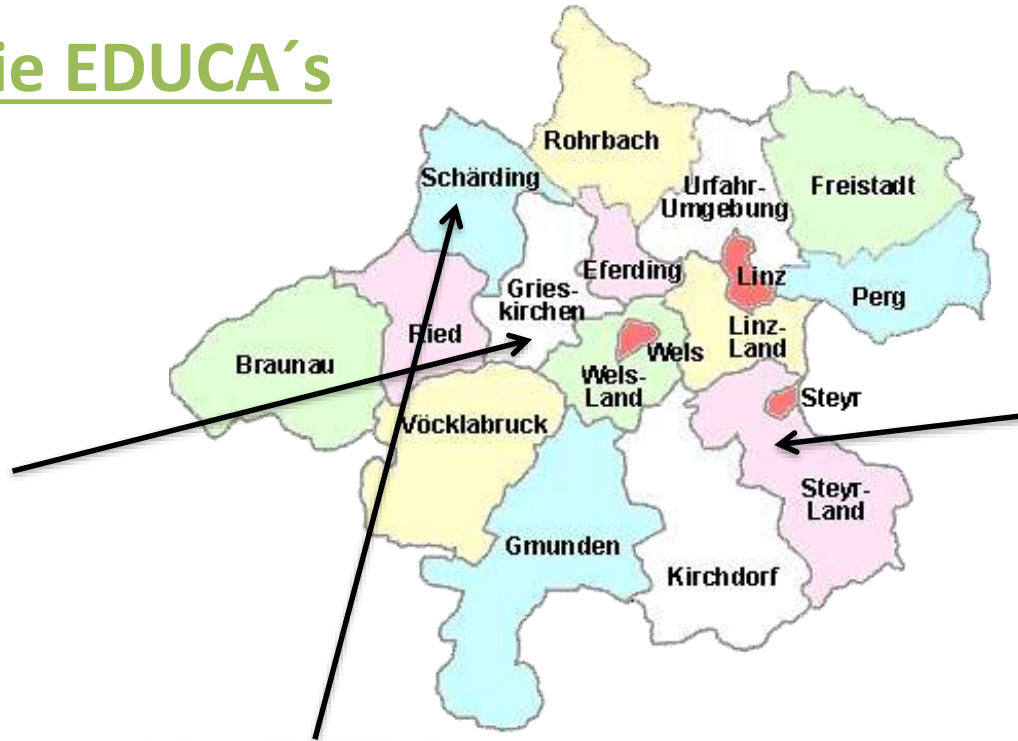 ie EDUCA´s
Rohrbach
Schärding
Urfahr-
Umgebung
Freistadt
Eferding
Linz
Gries-
kirchen
Perg
Ried
Linz-
Land
Braunau
Wels
Wels-
Land
Steyr
Vöcklabruck
Steyr-
Land
Gmunden
Kirchdorf